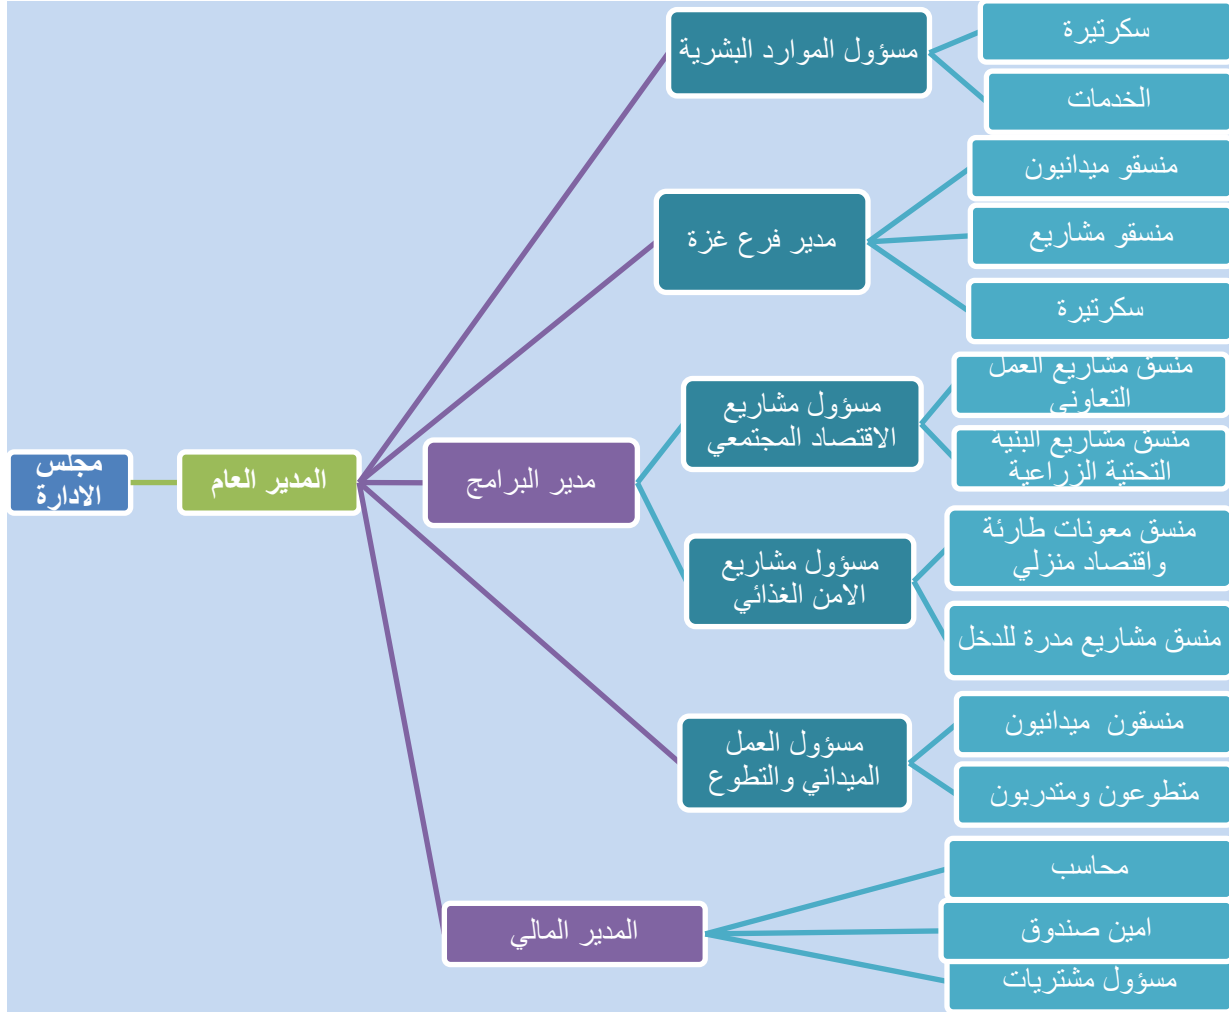 مجلس
الادارة
المدير العام
مسؤول الموارد البشرية
سكرتيرة
الخدمات
مدير فرع غزة
منسقو ميدانيون
منسقو مشاريع
سكرتيرة
مدير البرامج
مسؤول مشاريع
الاقتصاد المجتمعي
منسق مشاريع العمل
التعاوني
منسق مشاريع البنية
التحتية الزراعية
مسؤول مشاريع
الامن الغذائي
منسق معونات طارئة
واقتصاد منزلي
منسق مشاريع مدرة للدخل
مسؤول العمل
الميداني والتطوع
منسقون ميدانيون
متطوعون ومتدربون
المدير المالي
محاسب
امين صندوق
مسؤول مشتريات